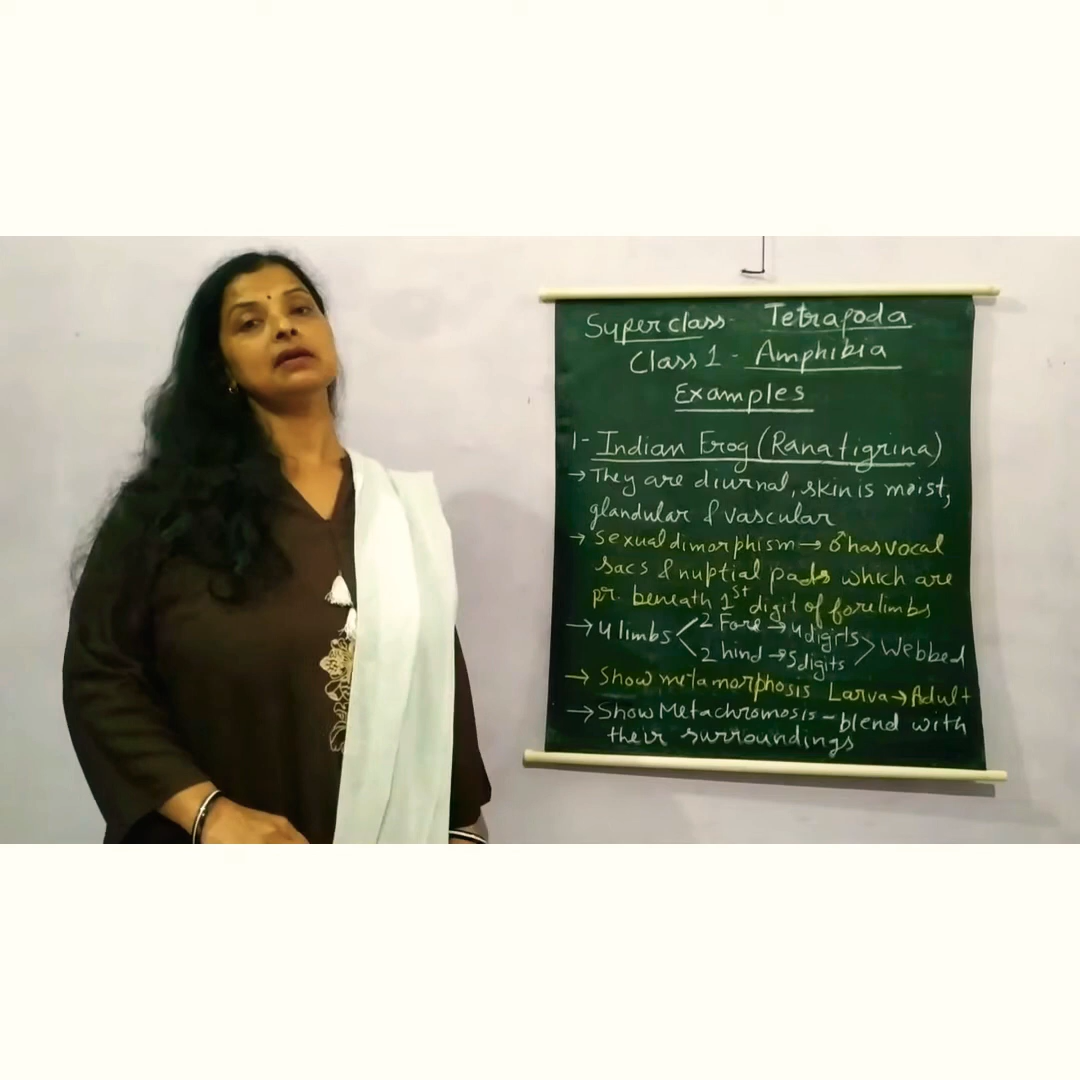 Superclass- Tetrapoda
Class 1 - Amphibia
Examples
1- Indian Frog (Rana tigrina)
→ They are diurnal, skin is moist,
glandular & vascular
→ Sexual dimorphism → ♂ has vocal
sacs & nuptial pads which are
pr. beneath 1st digit of forelimbs
→ 4 limbs < 2 Fore → 4 digits > Webbed
2 hind → 5 digits
→ Show metamorphosis Larva → Adult
→ Show Metachromosis - blend with
their surroundings